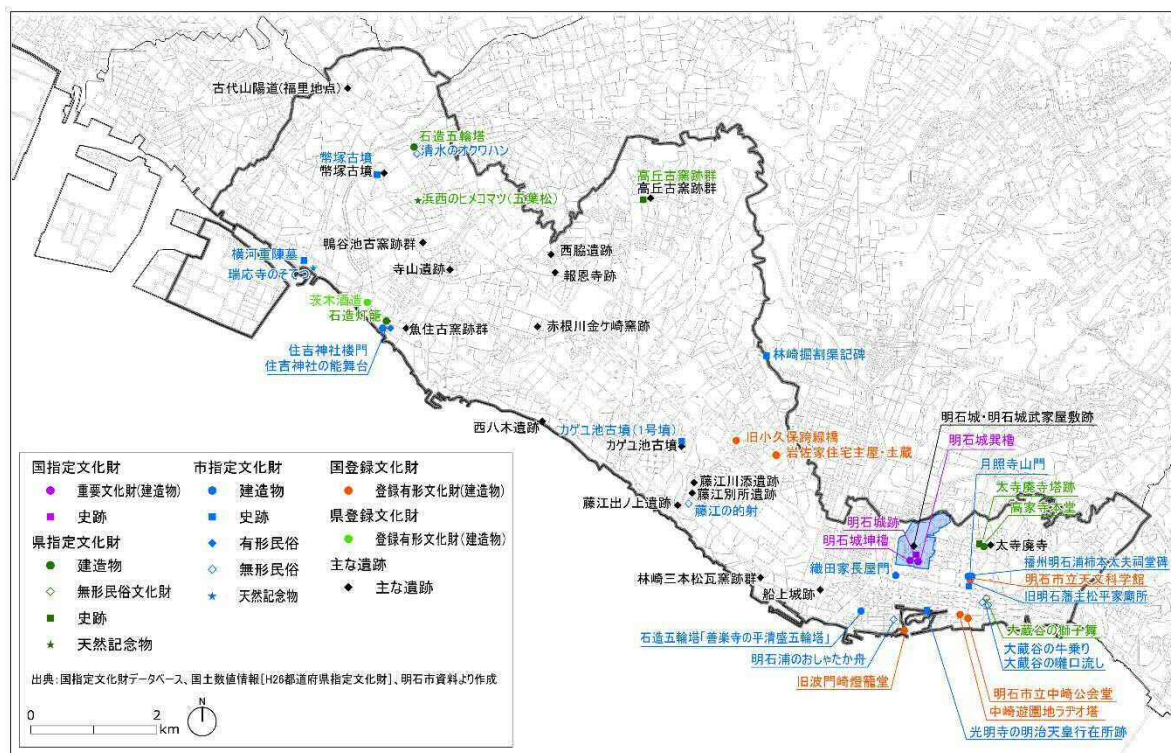 古代山陽道(福里地点)
石造五輪塔
清水のオクワハン
幣塚古墳
幣塚古墳
高丘古窯跡群
高丘古窯跡群
浜西のヒメコマツ(五葉松)
鴨谷池古窯跡群
西脇遺跡
横河重陳墓
寺山遺跡
報恩寺跡
瑞応寺のそてつ
茨木酒造
石造灯籠
魚住古窯跡群
赤根川金ケ崎窯跡
住吉神社楼門
住吉神社の能舞台
林崎掘割渠記碑
西八木遺跡
カゲユ池古墳(1号墳)
カゲユ池古墳
旧小久保跨線橋
岩佐家住宅主屋・土蔵
明石城・明石城武家屋敷跡
明石城巽櫓
月照寺山門
太寺廃寺塔跡
高家寺本堂
藤江川添遺跡
藤江別所遺跡
藤江出ノ上遺跡
藤江の的射
明石城跡
明石城坤櫓
太寺廃寺
織田家長屋門
播州明石浦柿本太夫祠堂碑
明石市立天文科学館
旧明石藩主松平家廟所
林崎三本松瓦窯跡群
船上城跡
石造五輪塔「善楽寺の平清盛五輪塔」
明石浦のおしゃたか舟
旧波門崎燈籠堂
大蔵谷の獅子舞
大蔵谷の牛乗り
大蔵谷の囃口流し
明石市立中崎公会堂
中崎遊園地ラヂオ塔
光明寺の明治天皇行在所跡
国指定文化財
重要文化財(建造物)
史跡
県指定文化財
建造物
無形民俗文化財
史跡
天然記念物
市指定文化財
建造物
史跡
有形民俗
無形民俗
天然記念物
国登録文化財
登録有形文化財(建造物)
県登録文化財
登録有形文化財(建造物)
主な遺跡
主な遺跡
出典:国指定文化財データベース、国土数値情報[H26都道府県指定文化財]、明石市資料より作成
0 2
km
N